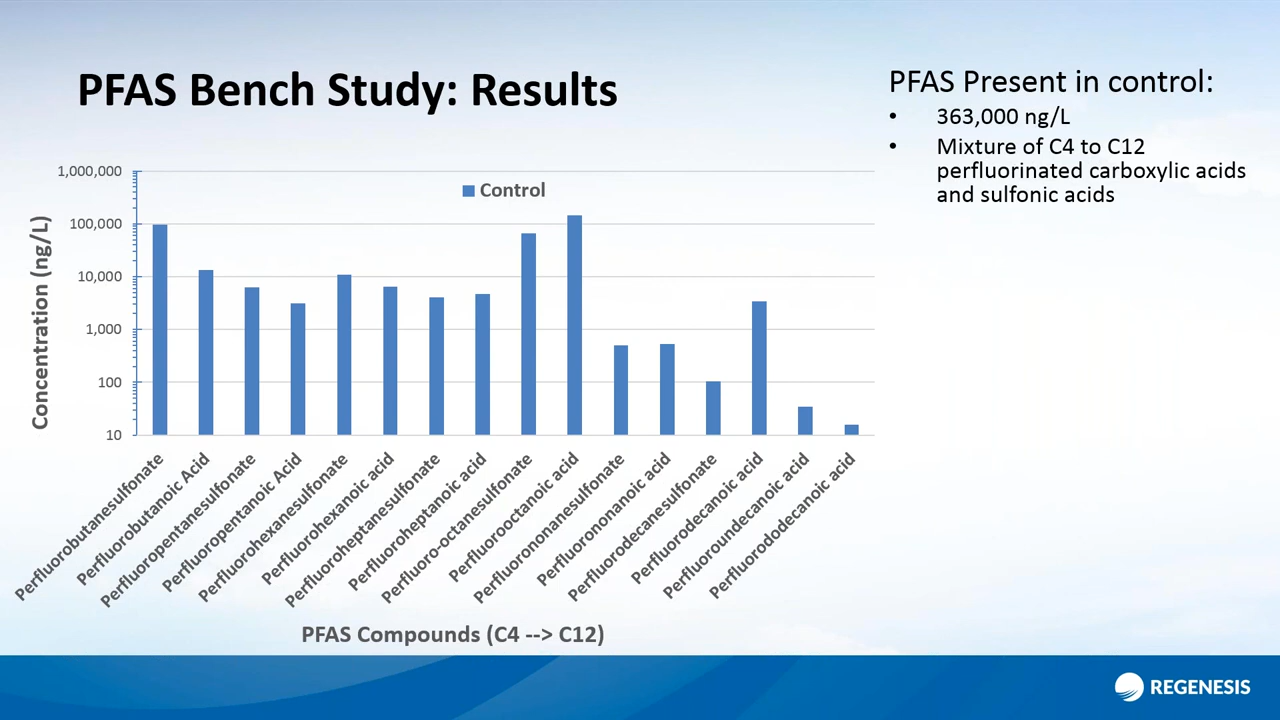 PFAS Bench Study: Results
PFAS Present in control:
• 363,000 ng/L
• Mixture of C4 to C12
perfluorinated carboxylic acids
and sulfonic acids
Control
Concentration (ng/L)
1,000,000
100,000
10,000
1,000
100
10
Perfluorobutanesulfonate
Perfluorobutanoic Acid
Perfluoropentanesulfonate
Perfluoropentanoic Acid
Perfluorohexanesulfonate
Perfluorohexanoic acid
Perfluoroheptanesulfonate
Perfluoroheptanoic acid
Perfluoro-octanesulfonate
Perfluorooctanoic acid
Perfluorononanesulfonate
Perfluorononanoic acid
Perfluorodecanesulfonate
Perfluorodecanoic acid
Perfluoroundecanoic acid
Perfluorododecanoic acid
PFAS Compounds (C4 --> C12)
REGENESIS